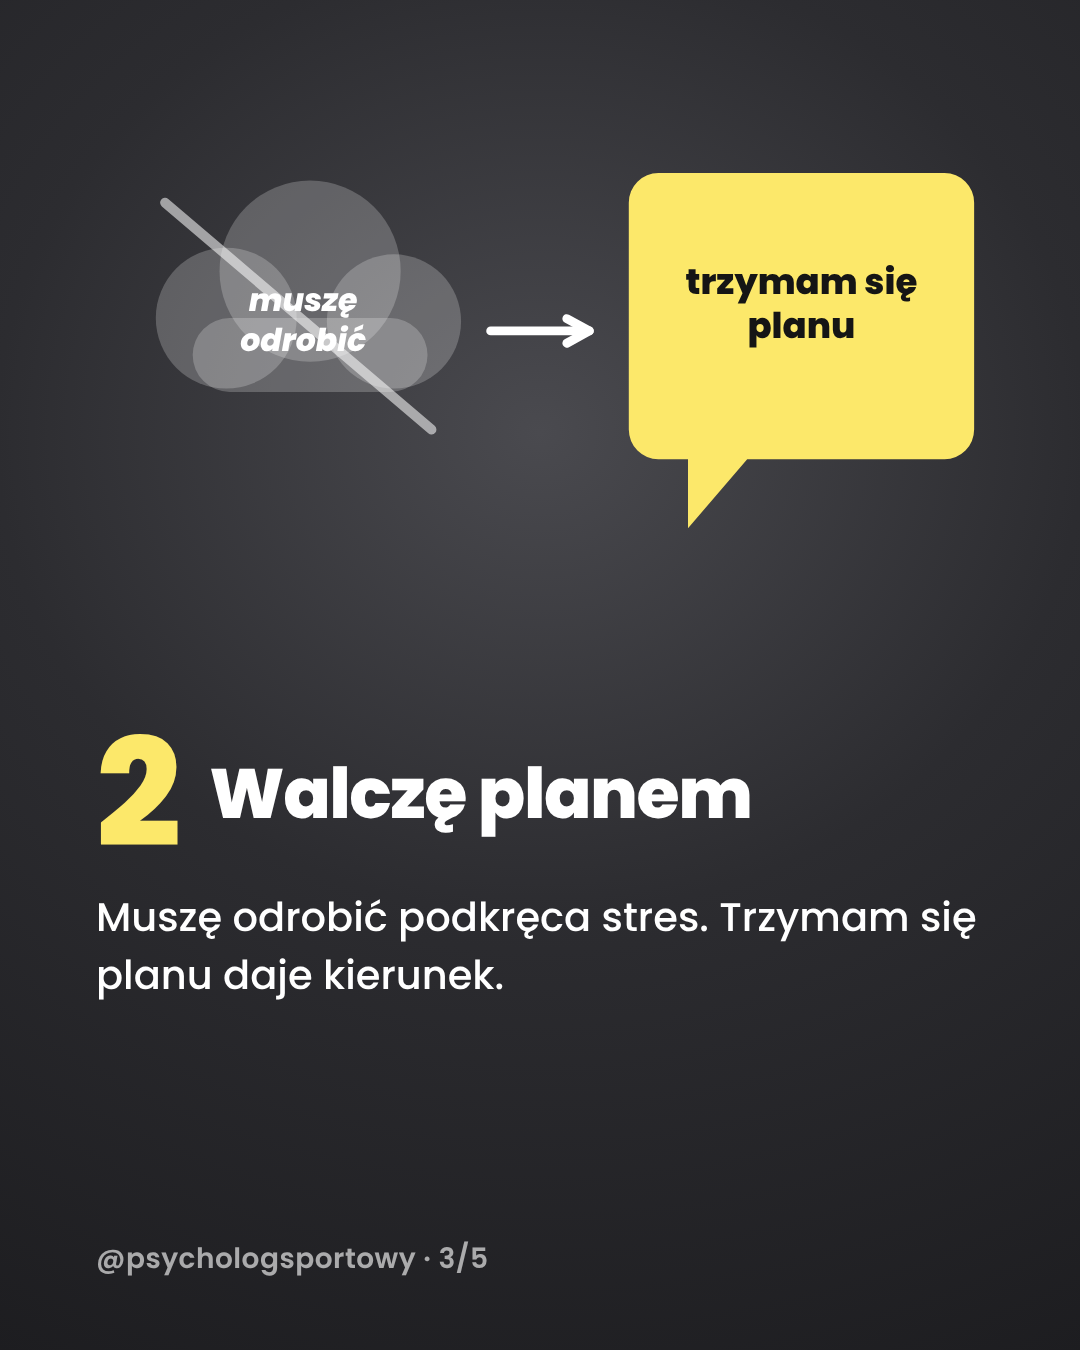 muszę
odrobić
trzymam się
planu
2 Walczę planem
Muszę odrobić podkręca stres. Trzymam się
planu daje kierunek.
@psychologsportowy · 3/5